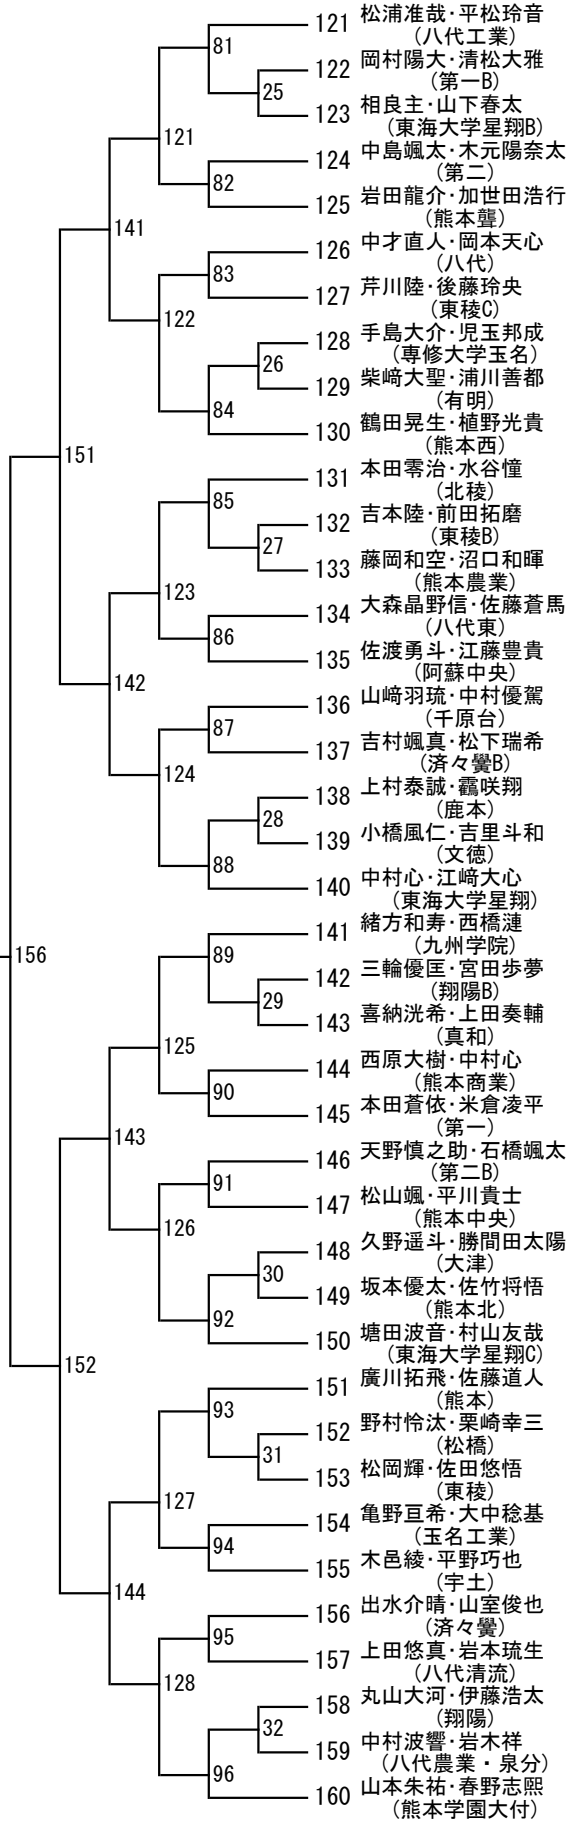 121 松浦准哉・平松玲音
(八代工業)
81
122 岡村陽大・清松大雅
(第一B)
25
123 相良主・山下春太
(東海大学星翔B)
121
124 中島颯太・木元陽奈太
(第二)
82
125 岩田龍介・加世田浩行
(熊本聾)
141
126 中才直人・岡本天心
(八代)
83
127 芹川陸・後藤玲央
(東稜C)
122
128 手島大介・児玉邦成
(専修大学玉名)
26
129 柴﨑大聖・浦川善都
(有明)
84
130 鶴田晃生・植野光貴
(熊本西)
151
131 本田零治・水谷憧
(北稜)
85
132 吉本陸・前田拓磨
(東稜B)
27
133 藤岡和空・沼口和暉
(熊本農業)
123
134 大森晶野信・佐藤蒼馬
(八代東)
86
135 佐渡勇斗・江藤豊貴
(阿蘇中央)
142
136 山﨑羽琉・中村優駕
(千原台)
87
137 吉村颯真・松下瑞希
(済々黌B)
124
138 上村泰誠・靏咲翔
(鹿本)
28
139 小橋風仁・吉里斗和
(文徳)
88
140 中村心・江﨑大心
(東海大学星翔)
156
141 緒方和寿・西橋漣
(九州学院)
89
142 三輪優匡・宮田歩夢
(翔陽B)
29
143 喜納洸希・上田奏輔
(真和)
125
144 西原大樹・中村心
(熊本商業)
90
145 本田蒼依・米倉凌平
(第一)
143
146 天野慎之助・石橋颯太
(第二B)
91
147 松山颯・平川貴士
(熊本中央)
126
148 久野遥斗・勝間田太陽
(大津)
30
149 坂本優太・佐竹将悟
(熊本北)
92
150 塘田波音・村山友哉
(東海大学星翔C)
152
151 廣川拓飛・佐藤道人
(熊本)
93
152 野村怜汰・栗崎幸三
(松橋)
31
153 松岡輝・佐田悠悟
(東稜)
127
154 亀野亘希・大中稔基
(玉名工業)
94
155 木邑綾・平野巧也
(宇土)
144
156 出水介晴・山室俊也
(済々黌)
95
157 上田悠真・岩本琉生
(八代清流)
128
158 丸山大河・伊藤浩太
(翔陽)
32
159 中村波響・岩木祥
(八代農業・泉分)
96
160 山本朱祐・春野志熙
(熊本学園大付)